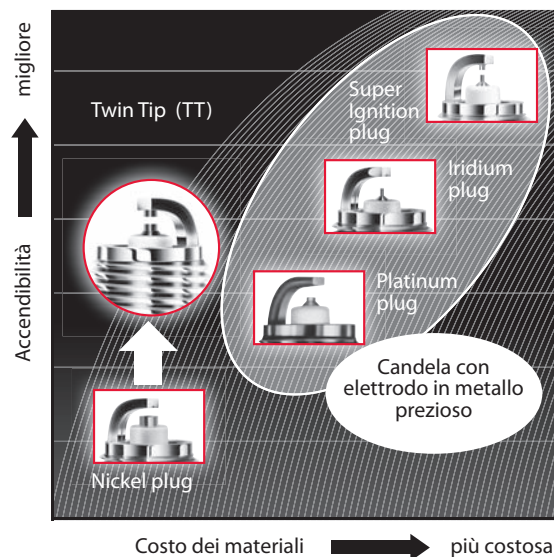 migliore
Accendibilità
Twin Tip (TT)
Super
Ignition
plug
Iridium
plug
Platinum
plug
Candela con
elettrodo in metallo
prezioso
Nickel plug
Costo dei materiali
più costosa